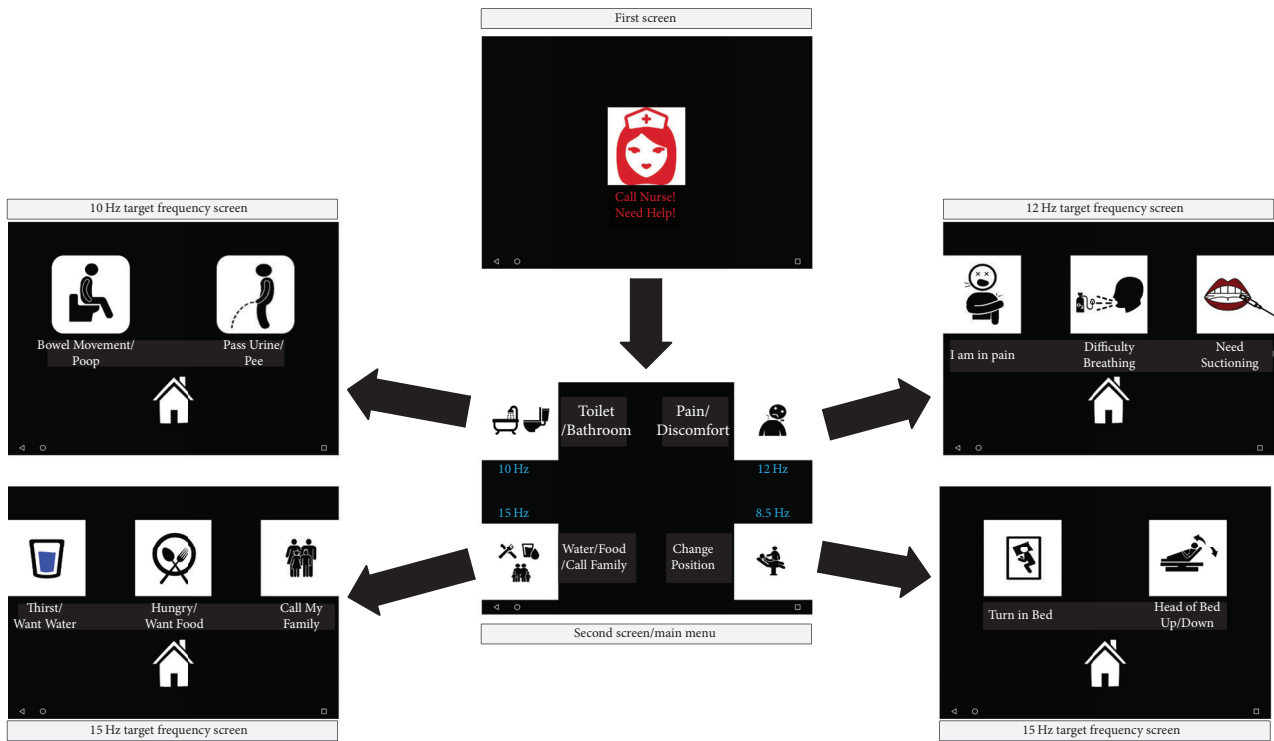 First screen
Call Nurse!
Need Help!
10 Hz target frequency screen
Bowel Movement/
Poop
Pass Urine/
Pee
12 Hz target frequency screen
I am in pain
Difficulty
Breathing
Need
Suctioning
Toilet
/Bathroom
Pain/
Discomfort
10 Hz
12 Hz
15 Hz
8.5 Hz
Water/Food
/Call Family
Change
Position
Second screen/main menu
Thirst/
Want Water
Hungry/
Want Food
Call My
Family
15 Hz target frequency screen
Turn in Bed
Head of Bed
Up/Down
15 Hz target frequency screen